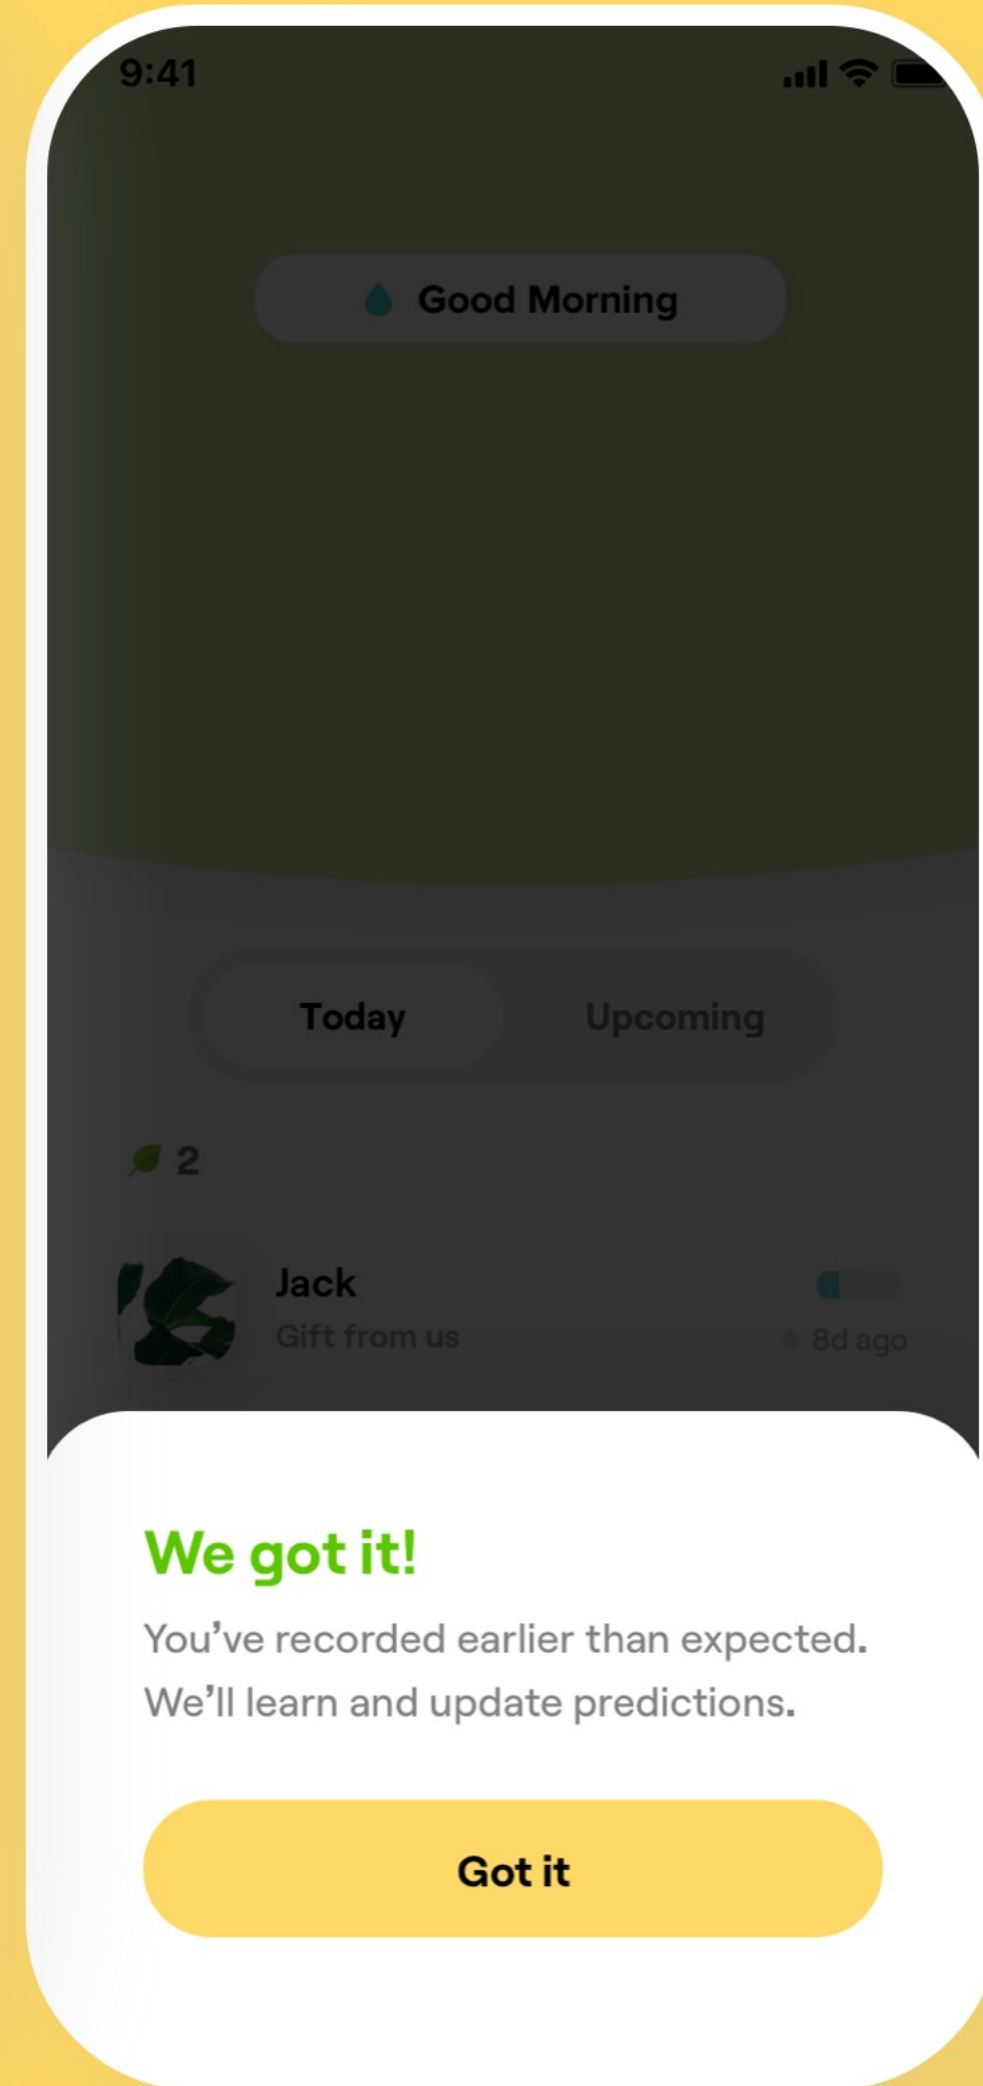 9:41
Good Morning
Today
Upcoming
2
Jack
Gift from us
8d ago
We got it!
You’ve recorded earlier than expected.
We’ll learn and update predictions.
Got it